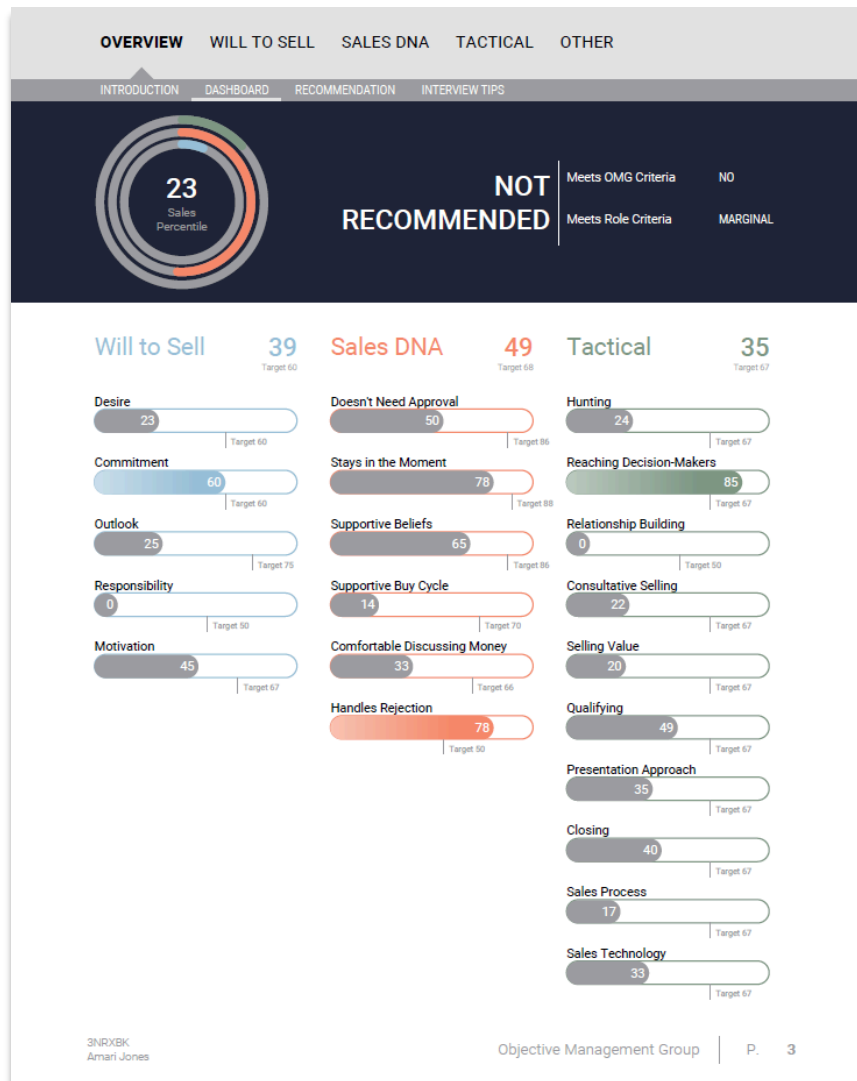 OVERVIEW WILL TO SELL SALES DNA TACTICAL OTHER
INTRODUCTION DASHBOARD RECOMMENDATION INTERVIEW TIPS
23
Sales
Percentile
NOT
RECOMMENDED
Meets OMG Criteria NO
Meets Role Criteria MARGINAL
Will to Sell 39
Target 60
Desire
23
Target 60
Commitment
60
Target 60
Outlook
25
Target 75
Responsibility
0
Target 50
Motivation
45
Target 67
Sales DNA 49
Target 68
Doesn't Need Approval
50
Target 86
Stays in the Moment
78
Target 88
Supportive Beliefs
65
Target 86
Supportive Buy Cycle
14
Target 70
Comfortable Discussing Money
33
Target 66
Handles Rejection
78
Target 50
Tactical 35
Target 67
Hunting
24
Target 67
Reaching Decision-Makers
85
Target 67
Relationship Building
0
Target 50
Consultative Selling
22
Target 67
Selling Value
20
Target 67
Qualifying
49
Target 67
Presentation Approach
35
Target 67
Closing
40
Target 67
Sales Process
17
Target 67
Sales Technology
33
Target 67
3NRXBK
Amari Jones
Objective Management Group P. 3